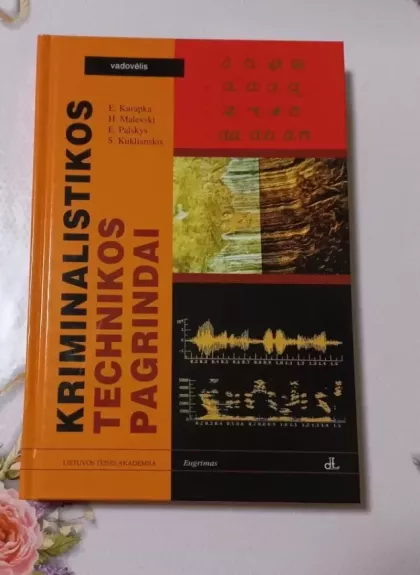 vadovėlis
E. Kurapka
H. Malevski
E. Palskys
S. Kuklianskis
KRIMINALISTIKOS
TECHNIKOS
PAGRINDAI
LIETUVOS TEISĖS AKADEMIJA
Eugrimas